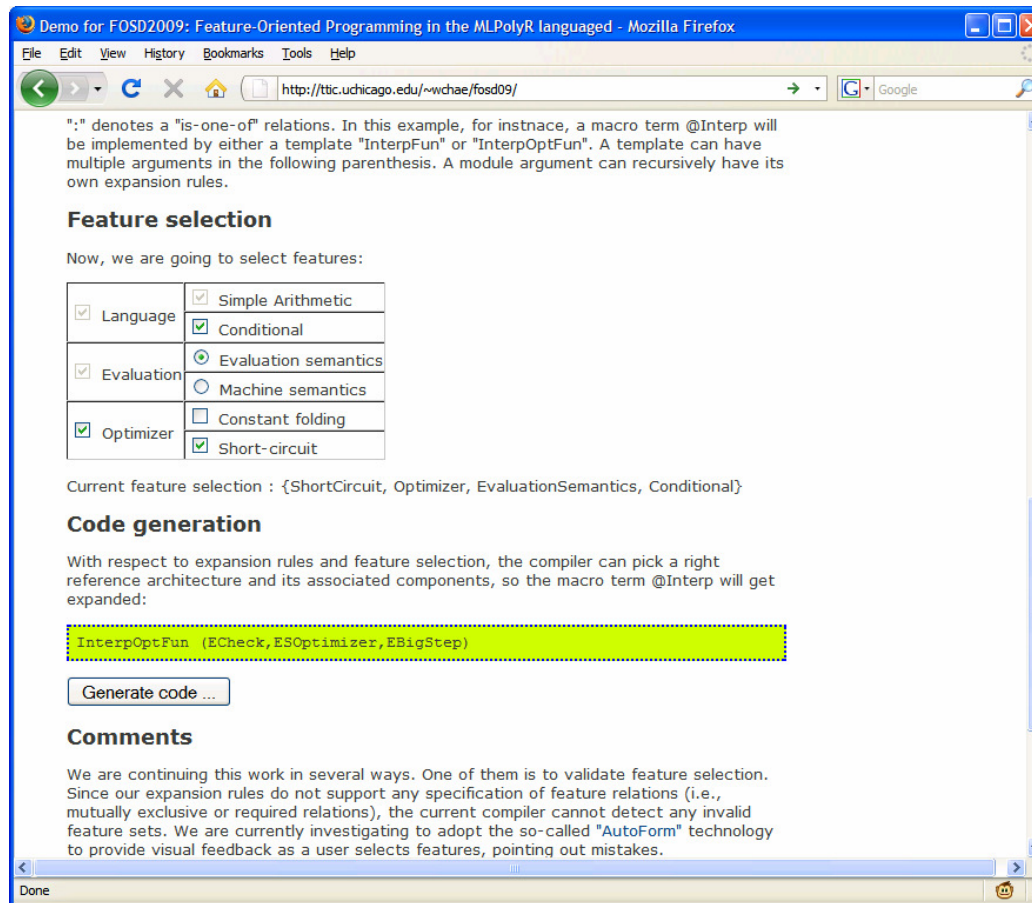 Demo for FOSD2009: Feature-Oriented Programming in the MLPolyR languaged - Mozilla Firefox
File Edit View History Bookmarks Tools Help
http://ttic.uchicago.edu/~wchae/fosd09/
G Google
":" denotes a "is-one-of" relations. In this example, for instnace, a macro term @Interp will
be implemented by either a template "InterpFun" or "InterpOptFun". A template can have
multiple arguments in the following parenthesis. A module argument can recursively have its
own expansion rules.
Feature selection
Now, we are going to select features:
Language
Simple Arithmetic
Conditional
Evaluation
Evaluation semantics
Machine semantics
Optimizer
Constant folding
Short-circuit
Current feature selection : {ShortCircuit, Optimizer, EvaluationSemantics, Conditional}
Code generation
With respect to expansion rules and feature selection, the compiler can pick a right
reference architecture and its associated components, so the macro term @Interp will get
expanded:
InterpOptFun (ECheck,ESOptimizer,EBigStep)
Generate code ...
Comments
We are continuing this work in several ways. One of them is to validate feature selection.
Since our expansion rules do not support any specification of feature relations (i.e.,
mutually exclusive or required relations), the current compiler cannot detect any invalid
feature sets. We are currently investigating to adopt the so-called "AutoForm" technology
to provide visual feedback as a user selects features, pointing out mistakes.
Done